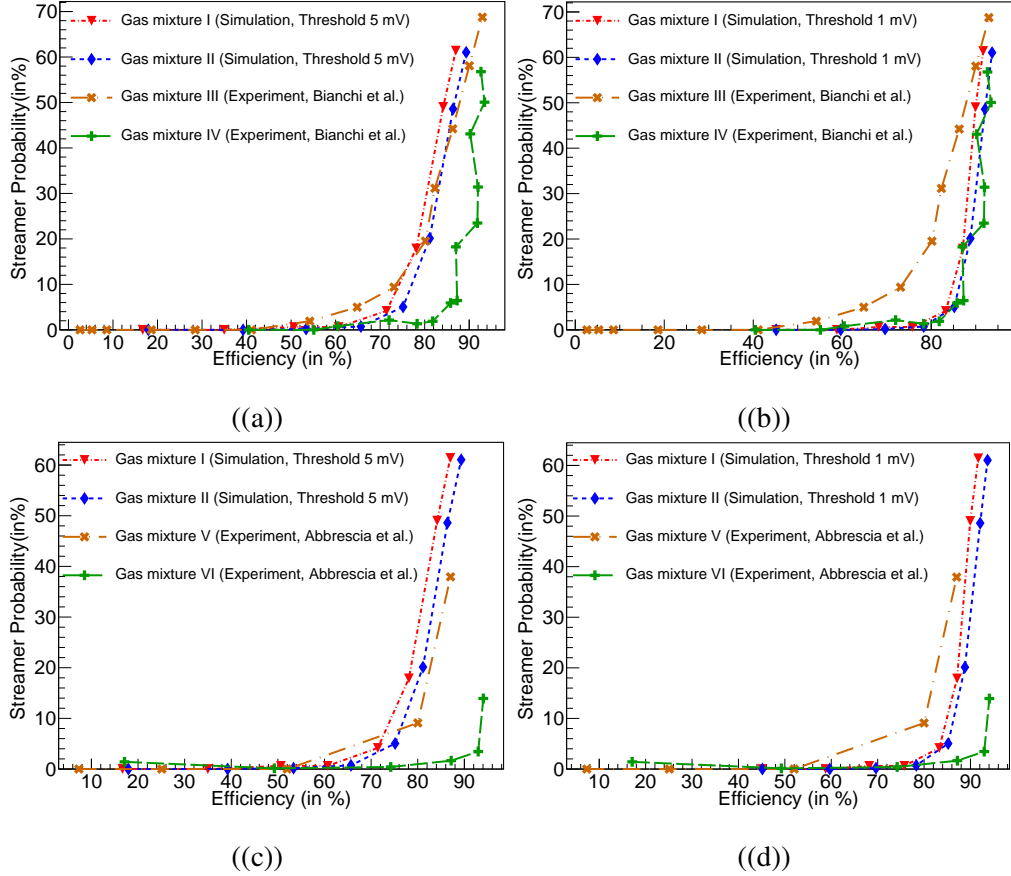 Gas mixture I (Simulation, Threshold 5 mV)
Gas mixture II (Simulation, Threshold 5 mV)
Gas mixture III (Experiment, Bianchi et al.)
Gas mixture IV (Experiment, Bianchi et al.)
Streamer Probability(in%)
70
60
50
40
30
20
10
0
0 10 20 30 40 50 60 70 80 90
Efficiency (in %)
((a))
Gas mixture I (Simulation, Threshold 1 mV)
Gas mixture II (Simulation, Threshold 1 mV)
Gas mixture III (Experiment, Bianchi et al.)
Gas mixture IV (Experiment, Bianchi et al.)
Streamer Probability(in%)
70
60
50
40
30
20
10
0
0 20 40 60 80
Efficiency (in %)
((b))
Gas mixture I (Simulation, Threshold 5 mV)
Gas mixture II (Simulation, Threshold 5 mV)
Gas mixture V (Experiment, Abbrescia et al.)
Gas mixture VI (Experiment, Abbrescia et al.)
Streamer Probability(in%)
60
50
40
30
20
10
0
10 20 30 40 50 60 70 80 90
Efficiency (in %)
((c))
Gas mixture I (Simulation, Threshold 1 mV)
Gas mixture II (Simulation, Threshold 1 mV)
Gas mixture V (Experiment, Abbrescia et al.)
Gas mixture VI (Experiment, Abbrescia et al.)
Streamer Probability(in%)
60
50
40
30
20
10
0
10 20 30 40 50 60 70 80 90
Efficiency (in %)
((d))